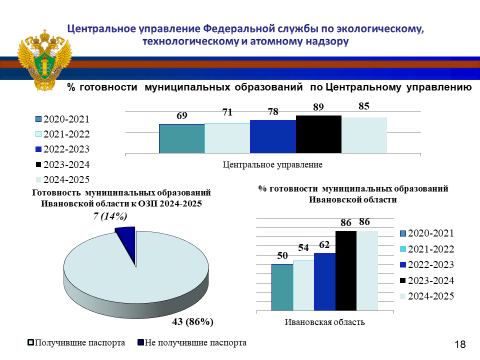 Центральное управление Федеральной службы по экологическому,
технологическому и атомному надзору
% готовности муниципальных образований по Центральному управлению
69 71 78 89 85
2020-2021
2021-2022
2022-2023
2023-2024
2024-2025
Центральное управление
Готовность муниципальных образований
Ивановской области к ОЗП 2024-2025
7 (14%)
43 (86%)
Получившие паспорта Не получившие паспорта
% готовности муниципальных образований
Ивановской области
50 54 62 86 86
2020-2021
2021-2022
2022-2023
2023-2024
2024-2025
Ивановская область
18